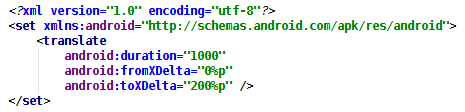 <?xml version="1.0" encoding="utf-8"?>
<set xmlns:android="http://schemas.android.com/apk/res/android">
    <translate
        android:duration="1000"
        android:fromXDelta="0%p"
        android:toXDelta="200%p" />
</set>